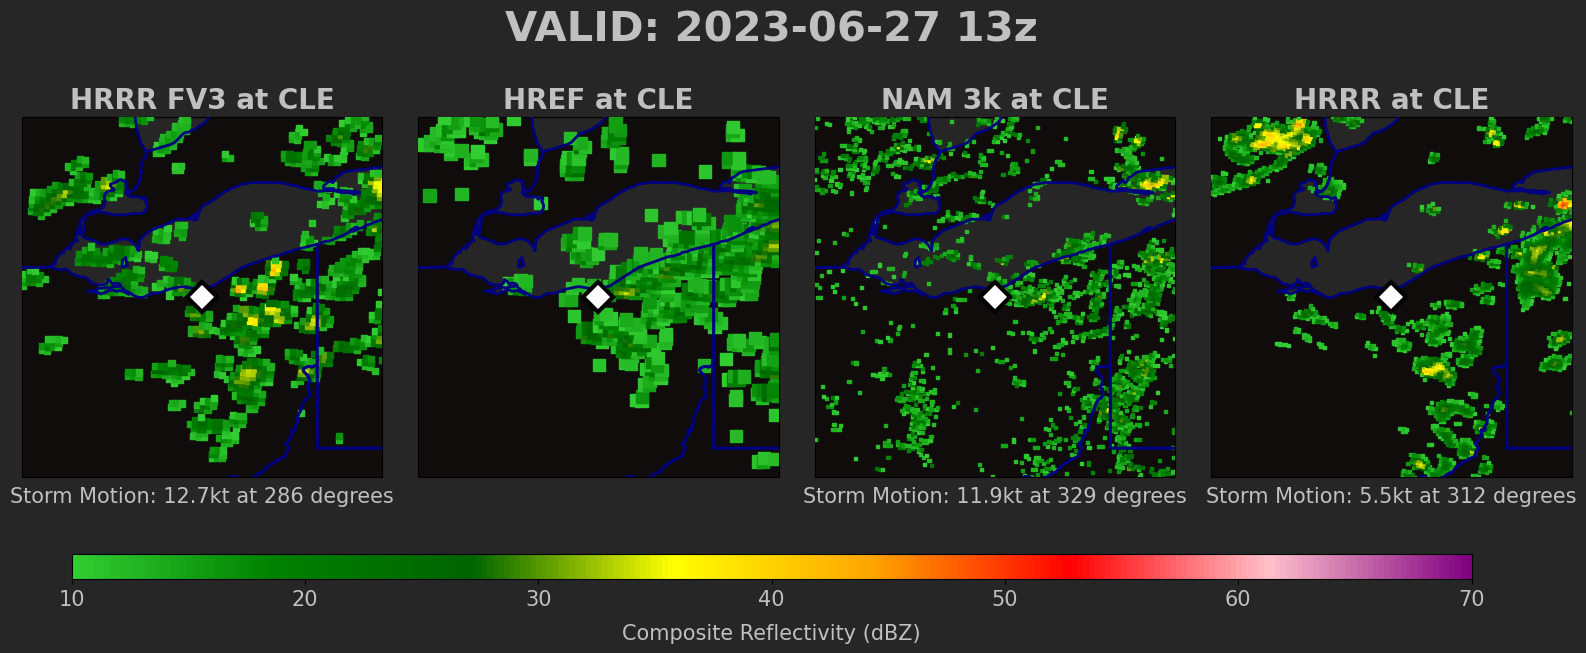 VALID: 2023-06-27 13z
HRRR FV3 at CLE
HREF at CLE
NAM 3k at CLE
HRRR at CLE
Storm Motion: 12.7kt at 286 degrees
Storm Motion: 11.9kt at 329 degrees
Storm Motion: 5.5kt at 312 degrees
10 20 30 40 50 60 70
Composite Reflectivity (dBZ)